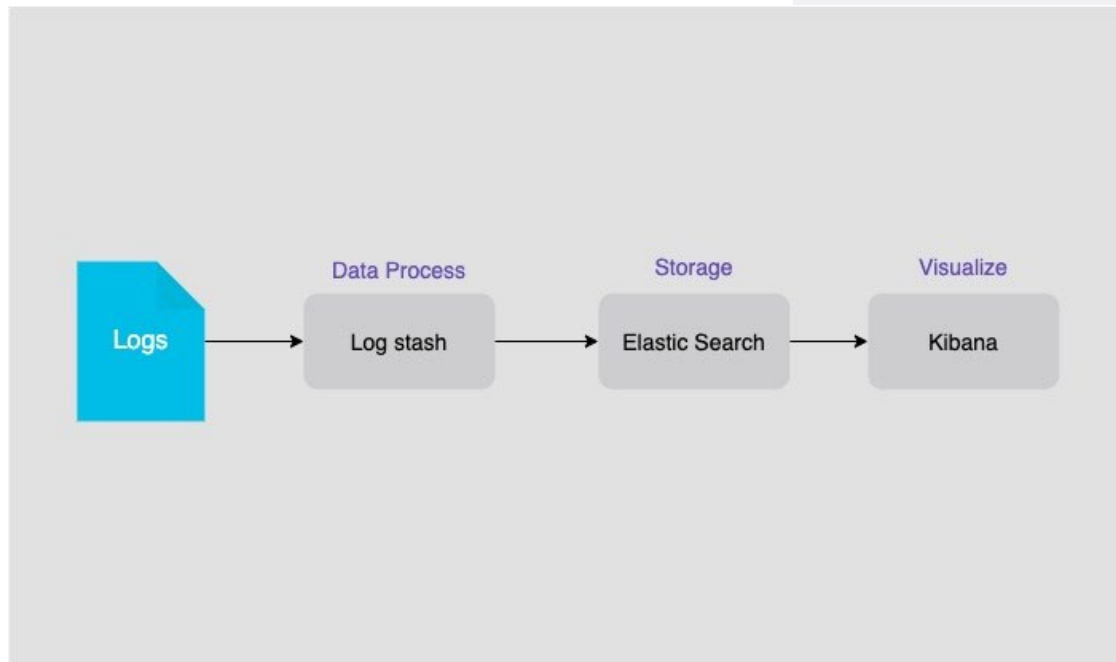 Data Process
Storage
Visualize
Logs
Log stash
Elastic Search
Kibana